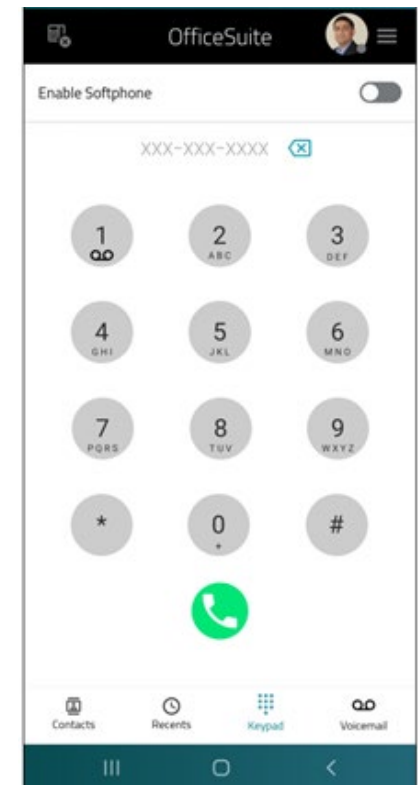 OfficeSuite
Enable Softphone
XXX-XXX-XXXX
1 2 3
ABC DEF
4 5 6
GHI JKL MNO
7 8 9
PQRS TUV WXYZ
* 0 #
+
Contacts Recents Keypad Voicemail